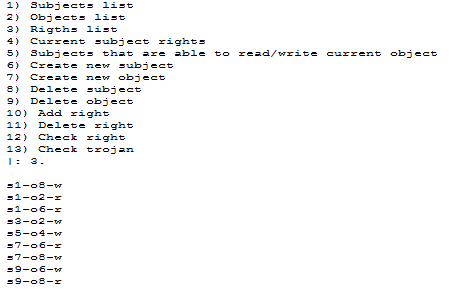 1) Subjects list
2) Objects list
3) Rigths list
4) Current subject rights
5) Subjects that are able to read/write current object
6) Create new subject
7) Create new object
8) Delete subject
9) Delete object
10) Add right
11) Delete right
12) Check right
13) Check trojan
|: 3.
s1-o8-w
s1-o2-r
s1-o6-r
s3-o2-w
s5-o4-w
s7-o6-r
s7-o8-w
s9-o6-w
s9-o8-r